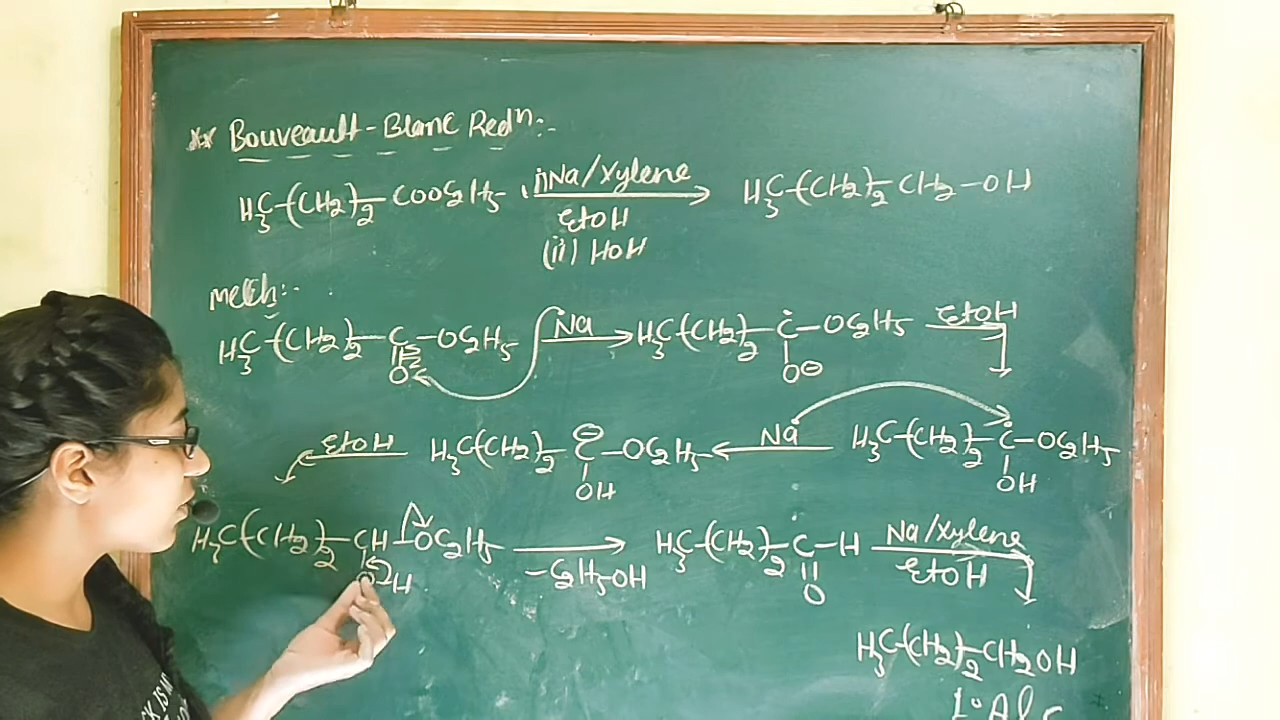 ** Bouveault-Blanc Redⁿ:-
H₃C-(CH₂)₂-COOC₂H₅ i)Na/Xylene H₃C-(CH₂)₂-CH₂-OH
EtOH
(ii) HOH
Mech:-
H₃C-(CH₂)₂-C-OC₂H₅ Na H₃C-(CH₂)₂-Ċ-OC₂H₅ EtOH
O O⊖
EtOH H₃C-(CH₂)₂-C⊖-OC₂H₅ Na H₃C-(CH₂)₂-Ċ-OC₂H₅
OH OH
H₃C-(CH₂)₂-CH-OC₂H₅ -C₂H₅OH H₃C-(CH₂)₂-C-H Na/Xylene
O H O EtOH
H₃C-(CH₂)₂-CH₂OH
1° Alc